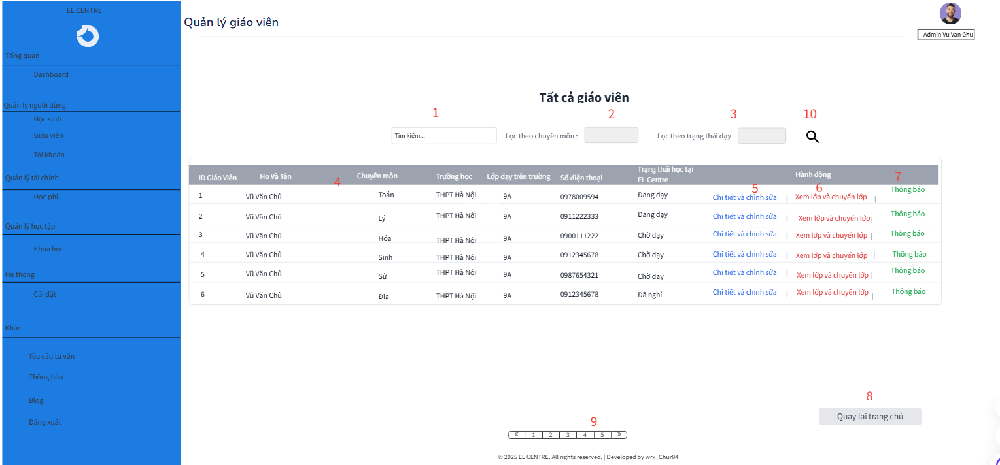 EL CENTRE
Tổng quan
Dashboard
Quản lý người dùng
Học sinh
Giáo viên
Tài khoản
Quản lý tài chính
Học phí
Quản lý học tập
Khóa học
Hệ thống
Cài đặt
Khác
Yêu cầu tư vấn
Thông báo
Blog
Đăng xuất
Quản lý giáo viên
Admin Vu Van Chu
Tất cả giáo viên
1 2 3 10
Tìm kiếm... Lọc theo chuyên môn : Lọc theo trạng thái dạy
ID Giáo Viên Họ Và Tên 4 Chuyên môn Trường học Lớp dạy trên trường Số điện thoại Trạng thái học tại EL Centre Hành động 7
5 6
1 Vũ Văn Chủ Toán THPT Hà Nội 9A 0978009594 Đang dạy Chi tiết và chỉnh sửa | Xem lớp và chuyển lớp | Thông báo
2 Vũ Văn Chủ Lý THPT Hà Nội 9A 0911222333 Đang dạy Chi tiết và chỉnh sửa | Xem lớp và chuyển lớp | Thông báo
3 Vũ Văn Chủ Hóa THPT Hà Nội 9A 0900111222 Chờ dạy Chi tiết và chỉnh sửa | Xem lớp và chuyển lớp | Thông báo
4 Vũ Văn Chủ Sinh THPT Hà Nội 9A 0912345678 Chờ dạy Chi tiết và chỉnh sửa | Xem lớp và chuyển lớp | Thông báo
5 Vũ Văn Chủ Sử THPT Hà Nội 9A 0987654321 Chờ dạy Chi tiết và chỉnh sửa | Xem lớp và chuyển lớp | Thông báo
6 Vũ Văn Chủ Địa THPT Hà Nội 9A 0912345678 Đã nghỉ Chi tiết và chỉnh sửa | Xem lớp và chuyển lớp | Thông báo
8
Quay lại trang chủ
9
« 1 2 3 4 5 »
© 2025 EL CENTRE. All rights reserved. | Developed by wrx_Chur04